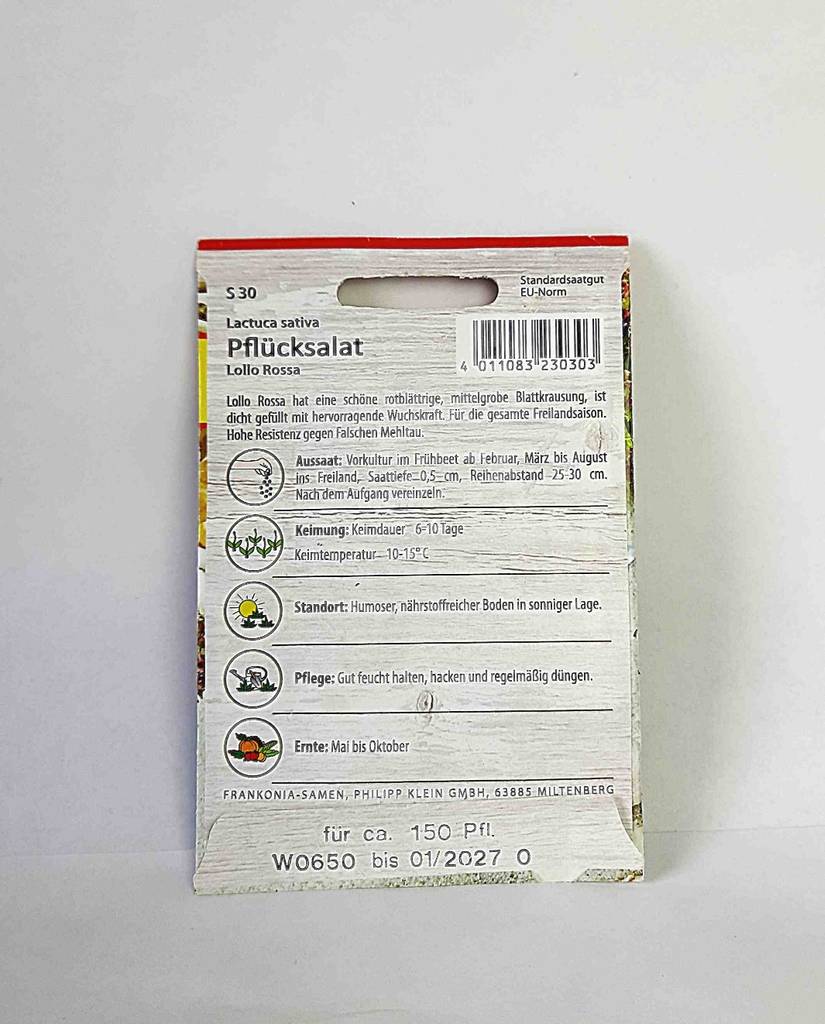 S 30
Standardsaatgut
EU-Norm
Lactuca sativa
Pflücksalat
Lollo Rossa
4 011083 230303
Lollo Rossa hat eine schöne rotblättrige, mittelgrobe Blattkrausung, ist
dicht gefüllt mit hervorragende Wuchskraft. Für die gesamte Freilandsaison.
Hohe Resistenz gegen Falschen Mehltau.
Aussaat: Vorkultur im Frühbeet ab Februar, März bis August
ins Freiland, Saattiefe 0,5 cm, Reihenabstand 25-30 cm.
Nach dem Aufgang vereinzeln.
Keimung: Keimdauer 6-10 Tage
Keimtemperatur 10-15° C
Standort: Humoser, nährstoffreicher Boden in sonniger Lage.
Pflege: Gut feucht halten, hacken und regelmäßig düngen.
Ernte: Mai bis Oktober
FRANKONIA-SAMEN, PHILIPP KLEIN GMBH, 63885 MILTENBERG
für ca. 150 Pfl.
W0650 bis 01/2027 0